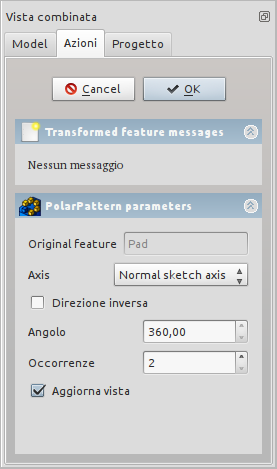 Vista combinata
Model Azioni Progetto
Cancel OK
Transformed feature messages
Nessun messaggio
PolarPattern parameters
Original feature Pad
Axis Normal sketch axis
Direzione inversa
Angolo 360,00
Occorrenze 2
Aggiorna vista